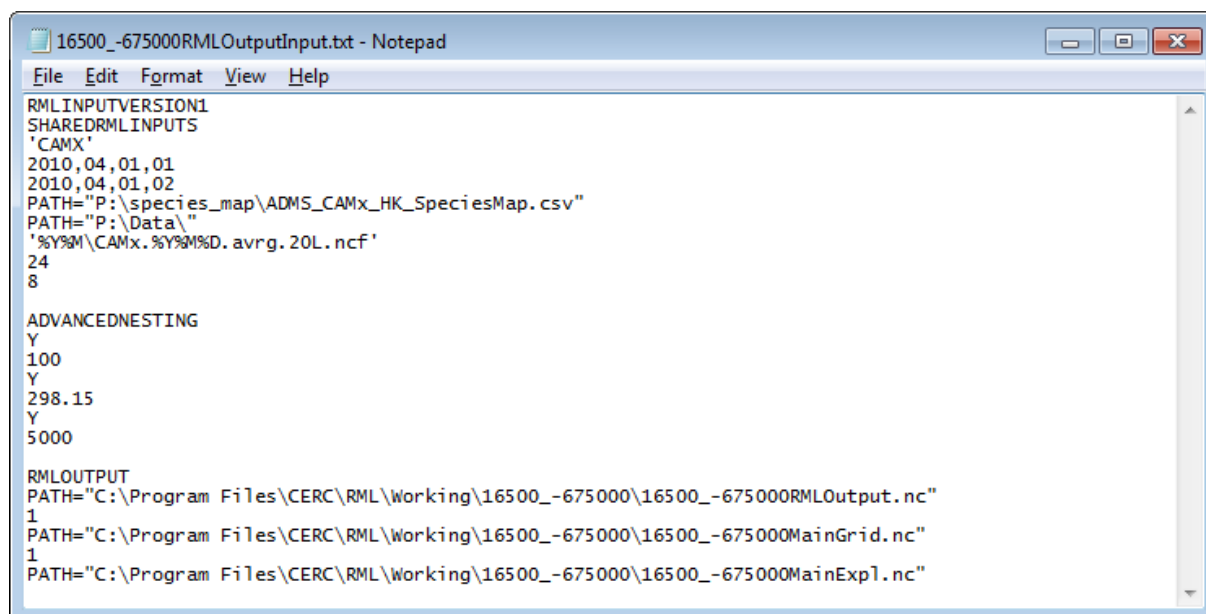 16500_-675000RMLOutputInput.txt - Notepad
File Edit Format View Help
RMLINPUTVERSION1
SHAREDRMLINPUTS
'CAMX'
2010,04,01,01
2010,04,01,02
PATH="P:\species_map\ADMS_CAMx_HK_SpeciesMap.csv"
PATH="P:\Data\"
'%Y%M\CAMx.%Y%M%D.avrg.20L.ncf'
24
8
ADVANCEDNESTING
Y
100
Y
298.15
Y
5000
RMLOUTPUT
PATH="C:\Program Files\CERC\RML\Working\16500_-675000\16500_-675000RMLOutput.nc"
1
PATH="C:\Program Files\CERC\RML\Working\16500_-675000\16500_-675000MainGrid.nc"
1
PATH="C:\Program Files\CERC\RML\Working\16500_-675000\16500_-675000MainExpl.nc"